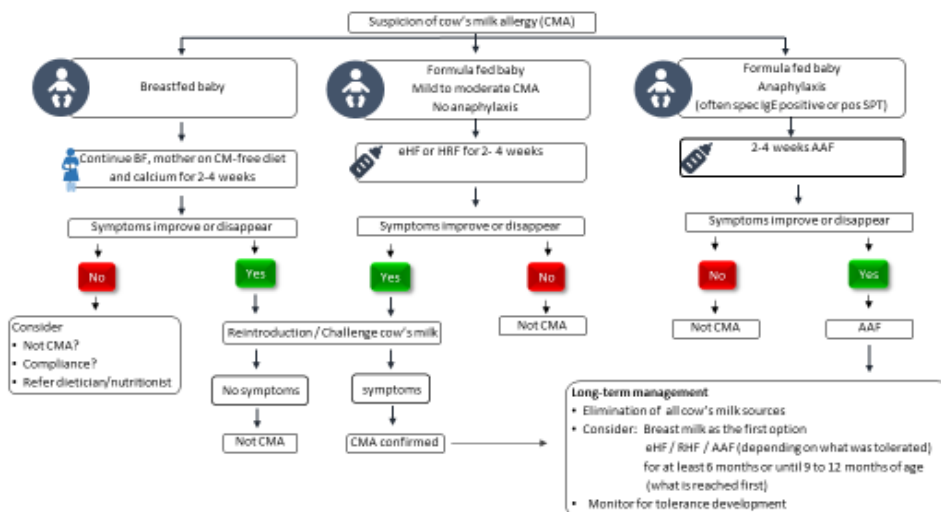 Suspicion of cow's milk allergy (CMA)
Breastfed baby
Formula fed baby
Mild to moderate CMA
No anaphylaxis
Formula fed baby
Anaphylaxis
(often spec IgE positive or pos SPT)
Continue BF, mother on CM-free diet
and calcium for 2-4 weeks
eHF or HRF for 2- 4 weeks
2-4 weeks AAF
Symptoms improve or disappear
Symptoms improve or disappear
Symptoms improve or disappear
No
Yes
Yes
No
No
Yes
Consider
• Not CMA?
• Compliance?
• Refer dietician/nutritionist
Reintroduction / Challenge cow's milk
Not CMA
Not CMA
AAF
No symptoms
symptoms
Not CMA
CMA confirmed
Long-term management
• Elimination of all cow's milk sources
• Consider: Breast milk as the first option
eHF / RHF / AAF (depending on what was tolerated)
for at least 6 months or until 9 to 12 months of age
(what is reached first)
• Monitor for tolerance development